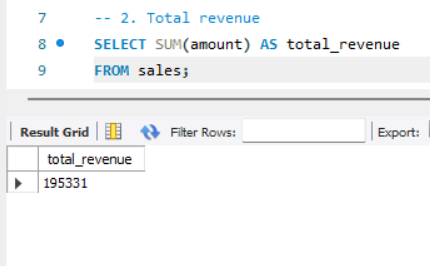 7 -- 2. Total revenue
8 SELECT SUM(amount) AS total_revenue
9 FROM sales;
Result Grid Filter Rows: Export:
total_revenue
195331